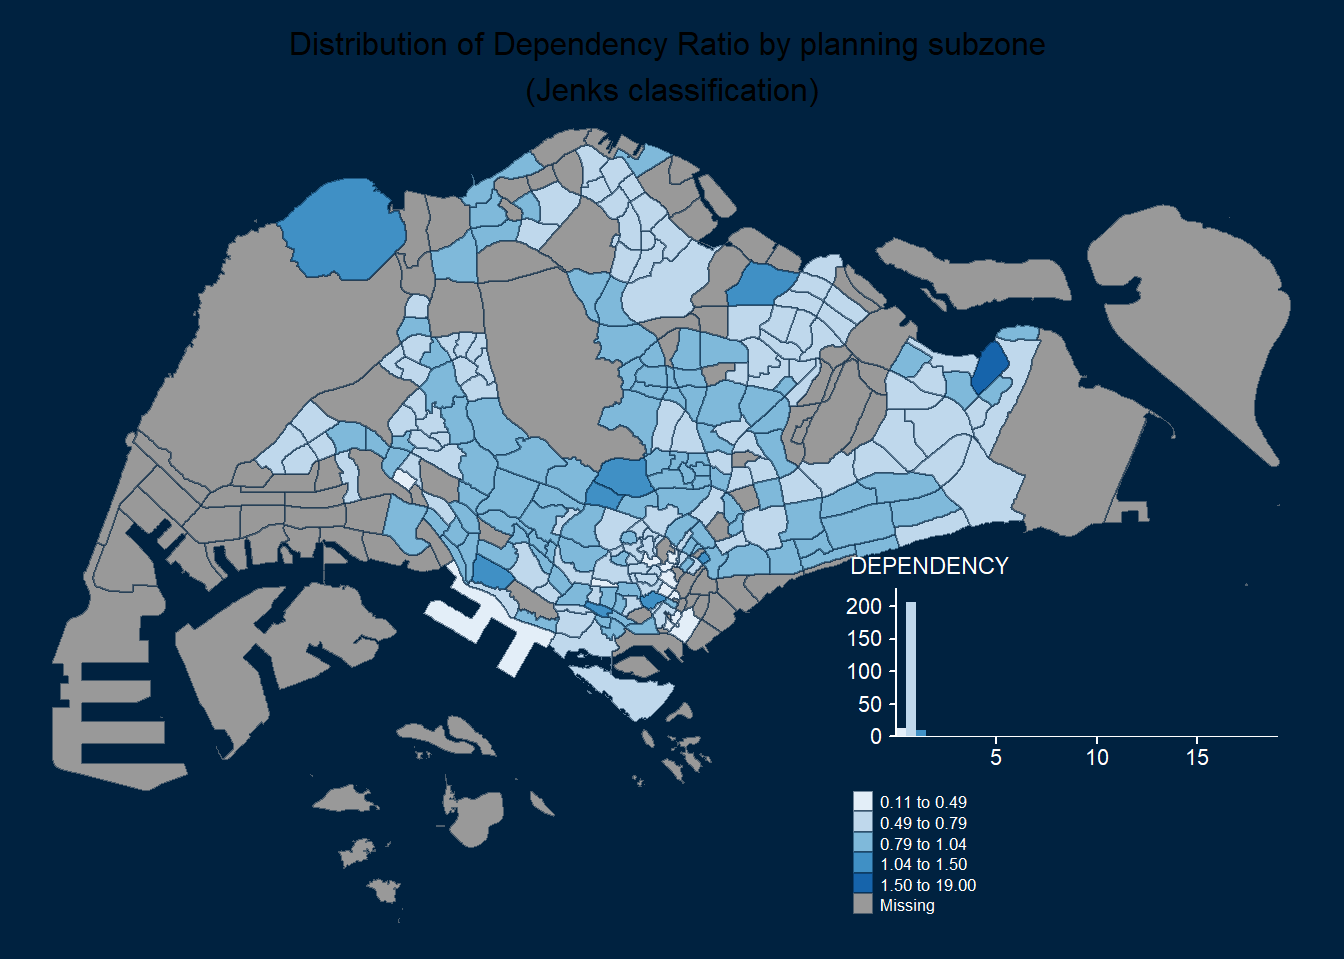 Distribution of Dependency Ratio by planning subzone
(Jenks classification)
DEPENDENCY
200
150
100
50
0
5 10 15
0.11 to 0.49
0.49 to 0.79
0.79 to 1.04
1.04 to 1.50
1.50 to 19.00
Missing